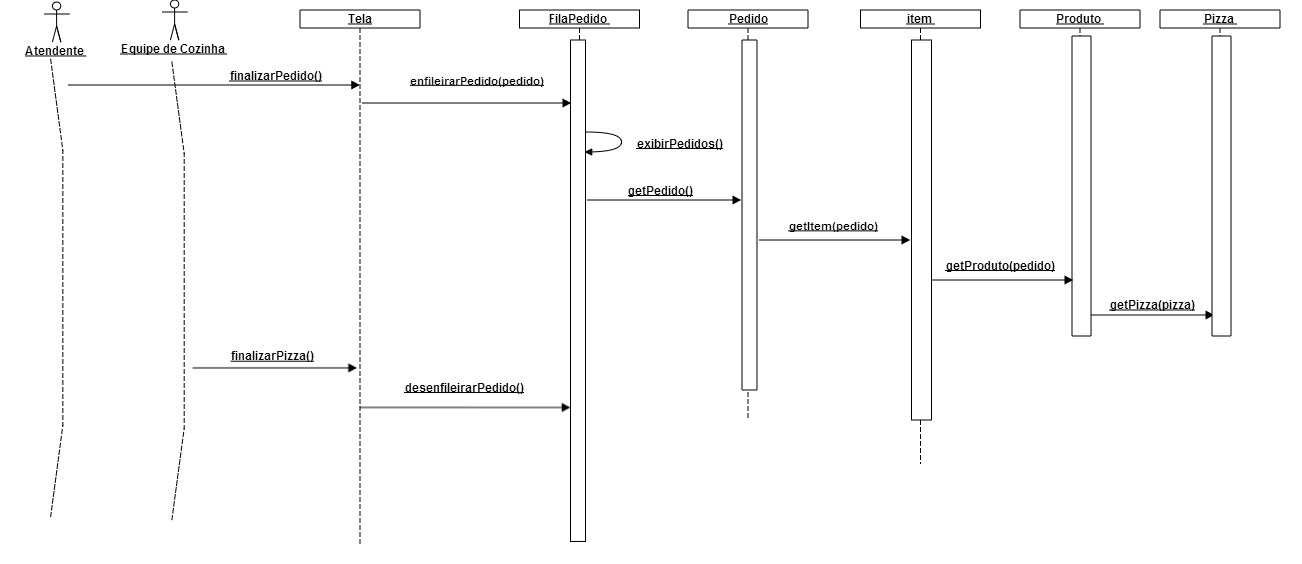 Tela
FilaPedido
Pedido
item
Produto
Pizza
Atendente
Equipe de Cozinha
finalizarPedido()
enfileirarPedido(pedido)
exibirPedidos()
getPedido()
getItem(pedido)
getProduto(pedido)
getPizza(pizza)
finalizarPizza()
desenfileirarPedido()